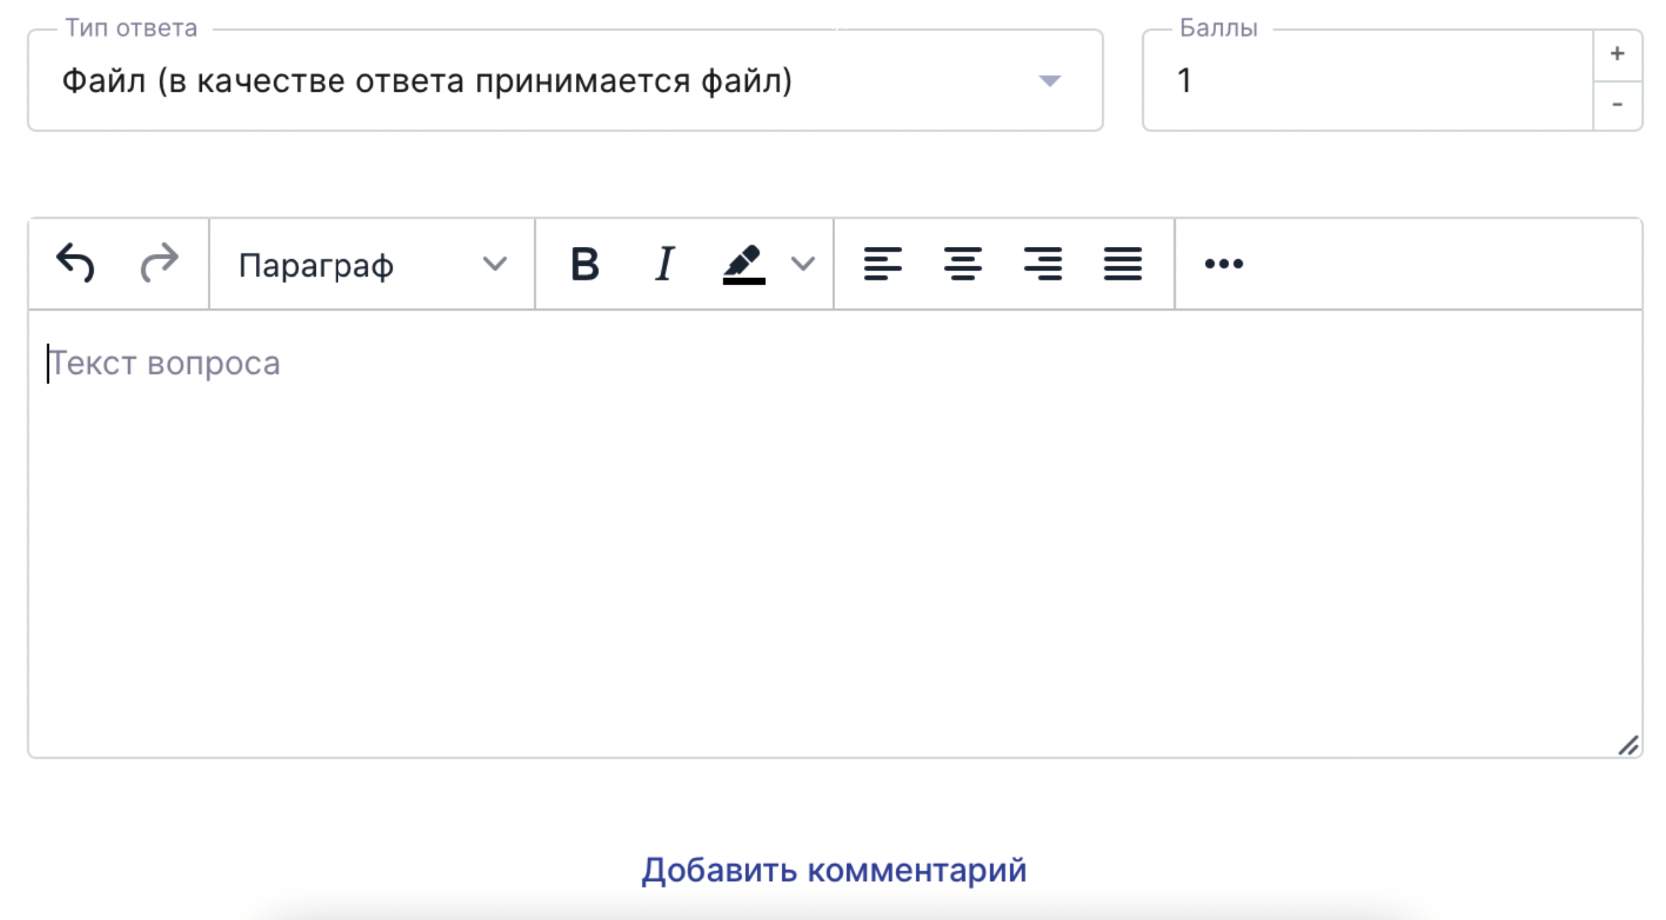 Тип ответа
Баллы
Файл (в качестве ответа принимается файл)
1
+
-
Параграф
B I
Текст вопроса
Добавить комментарий